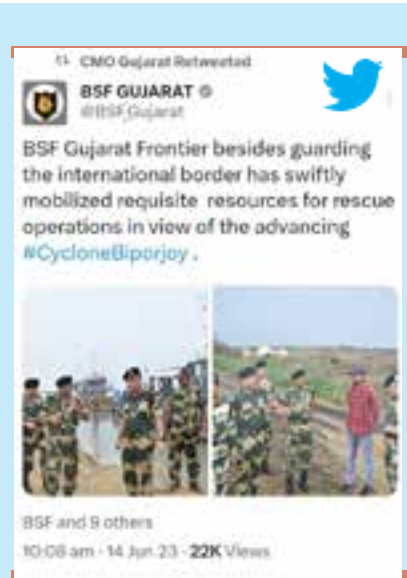 CMO Gujarat Retweeted
BSF GUJARAT
@BSF_Gujarat
BSF Gujarat Frontier besides guarding
the international border has swiftly
mobilized requisite resources for rescue
operations in view of the advancing
#CycloneBiporjoy .
BSF and 9 others
10:08 am · 14 Jun 23 · 22K Views